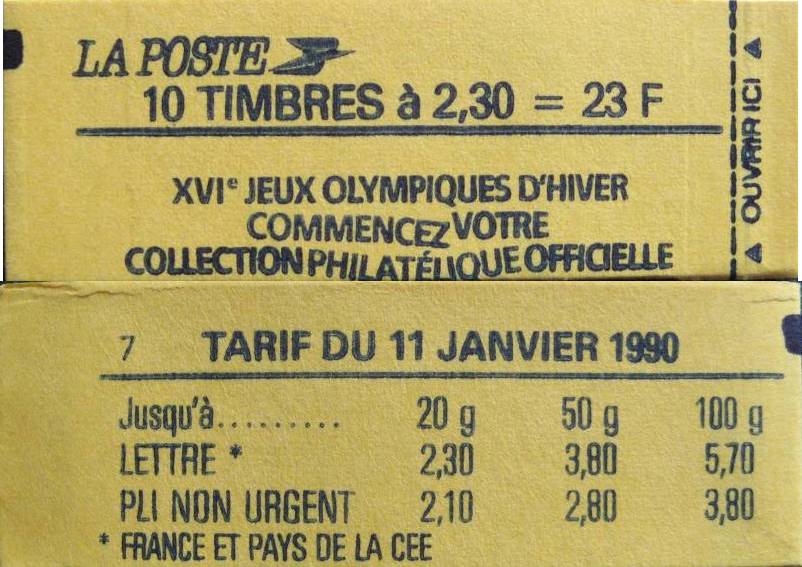 LA POSTE
10 TIMBRES à 2,30 = 23 F
XVIe JEUX OLYMPIQUES D'HIVER
COMMENCEZ VOTRE
COLLECTION PHILATÉLIQUE OFFICIELLE
▲ OUVRIR ICI ▲
7 TARIF DU 11 JANVIER 1990
Jusqu'à.......... 20 g 50 g 100 g
LETTRE * 2,30 3,80 5,70
PLI NON URGENT 2,10 2,80 3,80
* FRANCE ET PAYS DE LA CEE